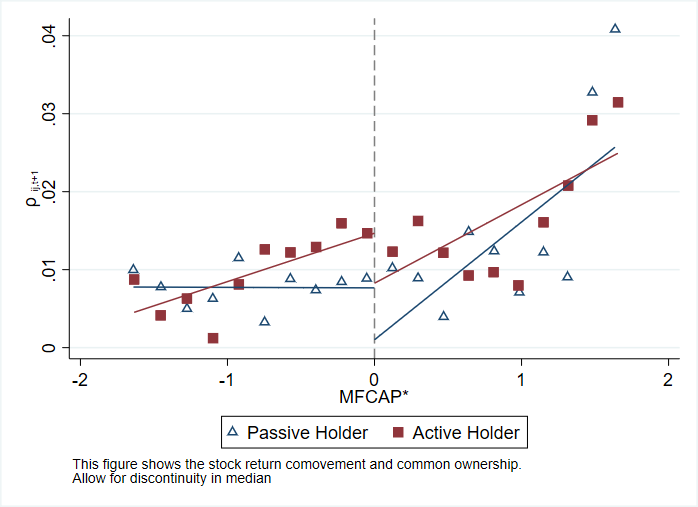 .04
.03
.02
.01
0
ρ ij,t+1
-2 -1 0 1 2
MFCAP*
Passive Holder Active Holder
This figure shows the stock return comovement and common ownership.
Allow for discontinuity in median